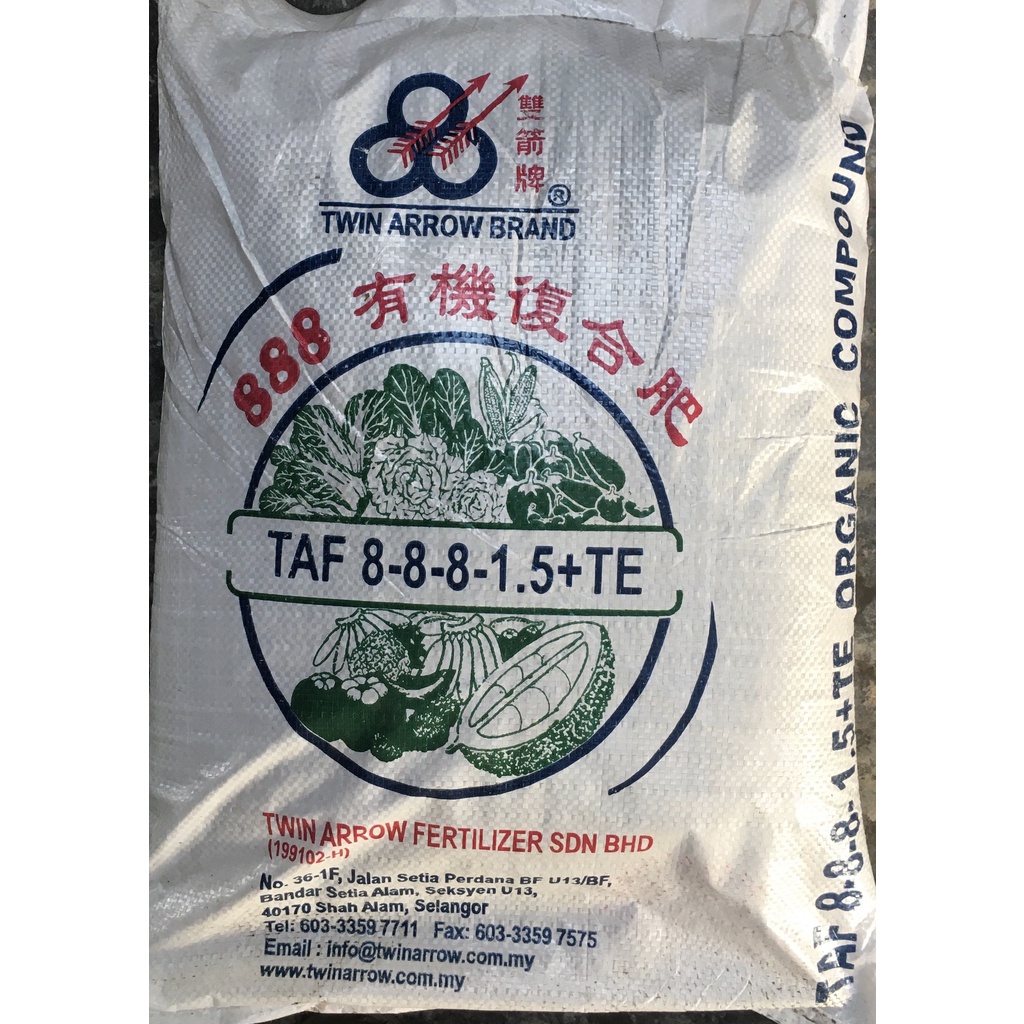 雙箭牌
®
TWIN ARROW BRAND
888 有機復合肥
TAF 8-8-8-1.5+TE
TWIN ARROW FERTILIZER SDN BHD
(199102-H)
No. 36-1F, Jalan Setia Perdana BF U13/BF,
Bandar Setia Alam, Seksyen U13,
40170 Shah Alam, Selangor
Tel: 603-3359 7711 Fax: 603-3359 7575
Email : info@twinarrow.com.my
www.twinarrow.com.my
TAF 8-8-8-1.5+TE ORGANIC COMPOUND